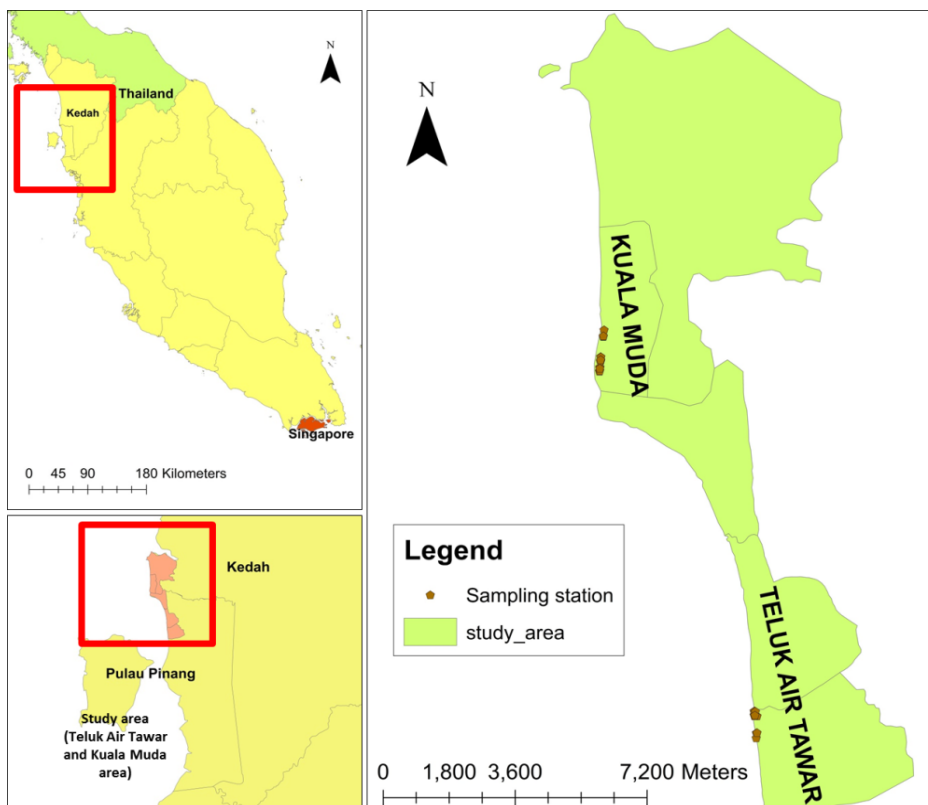 N
Thailand
Kedah
Singapore
0 45 90 180 Kilometers
Kedah
Pulau Pinang
Study area
(Teluk Air Tawar
and Kuala Muda
area)
N
KUALA MUDA
TELUK AIR TAWAR
Legend
Sampling station
study_area
0 1,800 3,600 7,200 Meters